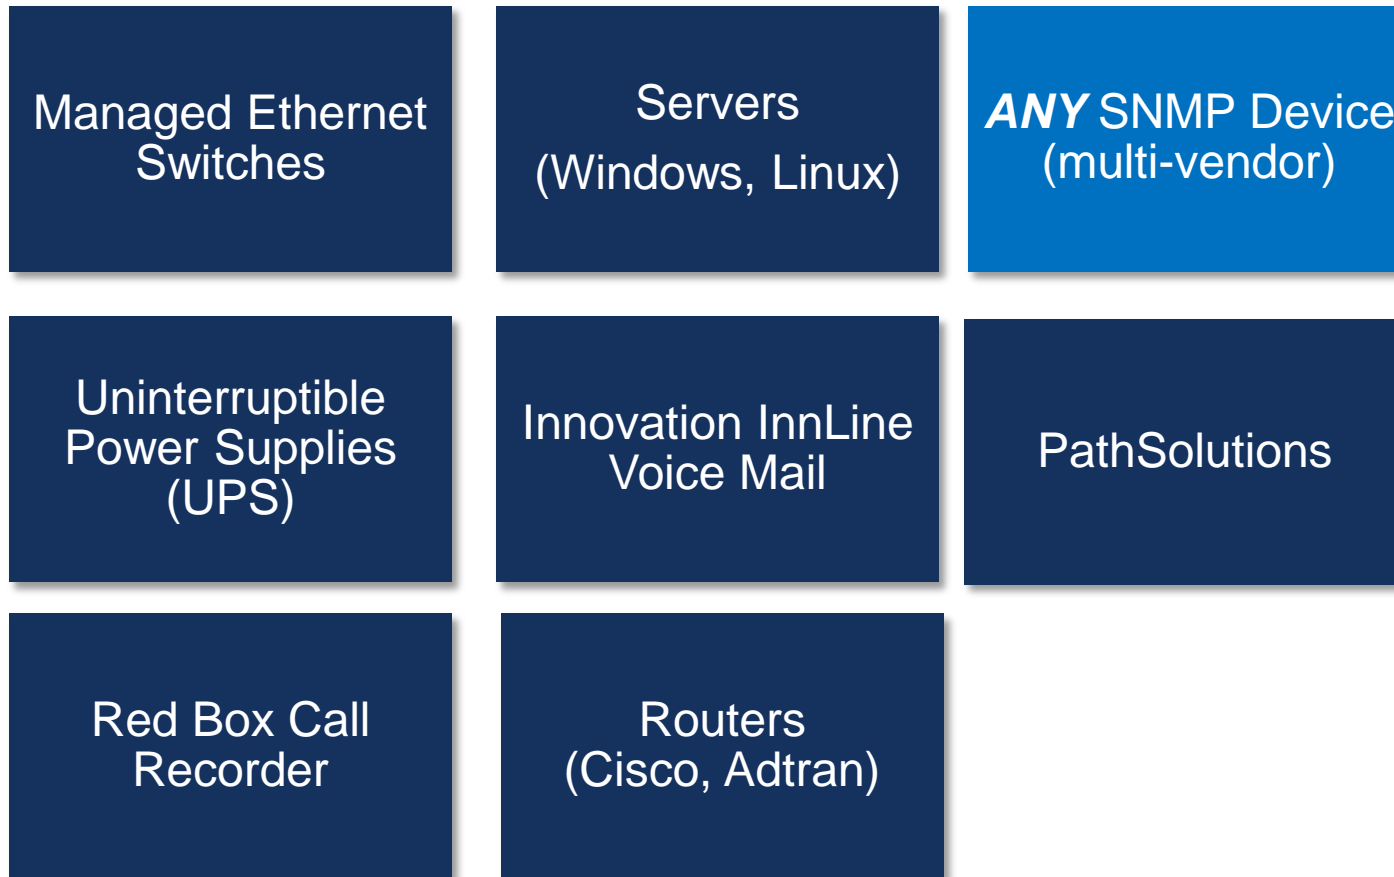 Managed Ethernet
Switches
Servers
(Windows, Linux)
ANY SNMP Device
(multi-vendor)
Uninterruptible
Power Supplies
(UPS)
Innovation InnLine
Voice Mail
PathSolutions
Red Box Call
Recorder
Routers
(Cisco, Adtran)